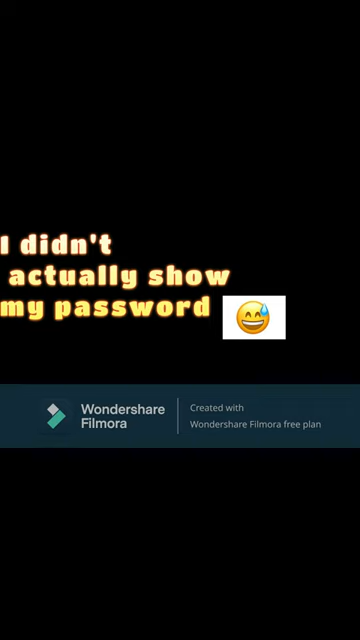 I didn't
actually show
my password 😅
Wondershare
Filmora
Created with
Wondershare Filmora free plan